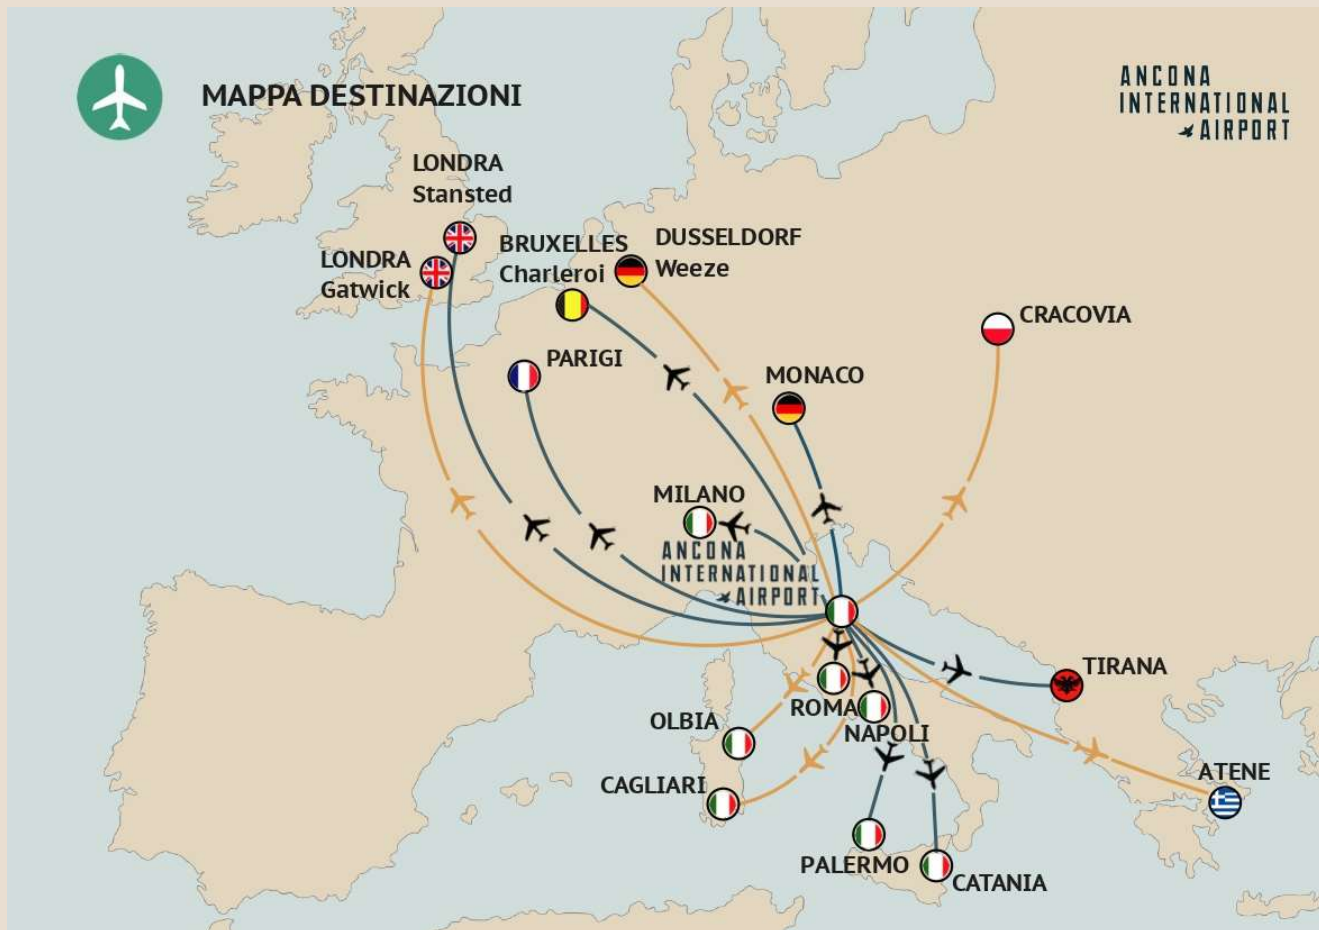 MAPPA DESTINAZIONI
ANCONA
INTERNATIONAL
AIRPORT
LONDRA
Stansted
LONDRA
Gatwick
BRUXELLES
Charleroi
DUSSELDORF
Weeze
CRACOVIA
PARIGI
MONACO
MILANO
ANCONA
INTERNATIONAL
AIRPORT
TIRANA
ROMA
NAPOLI
OLBIA
CAGLIARI
ATENE
PALERMO
CATANIA